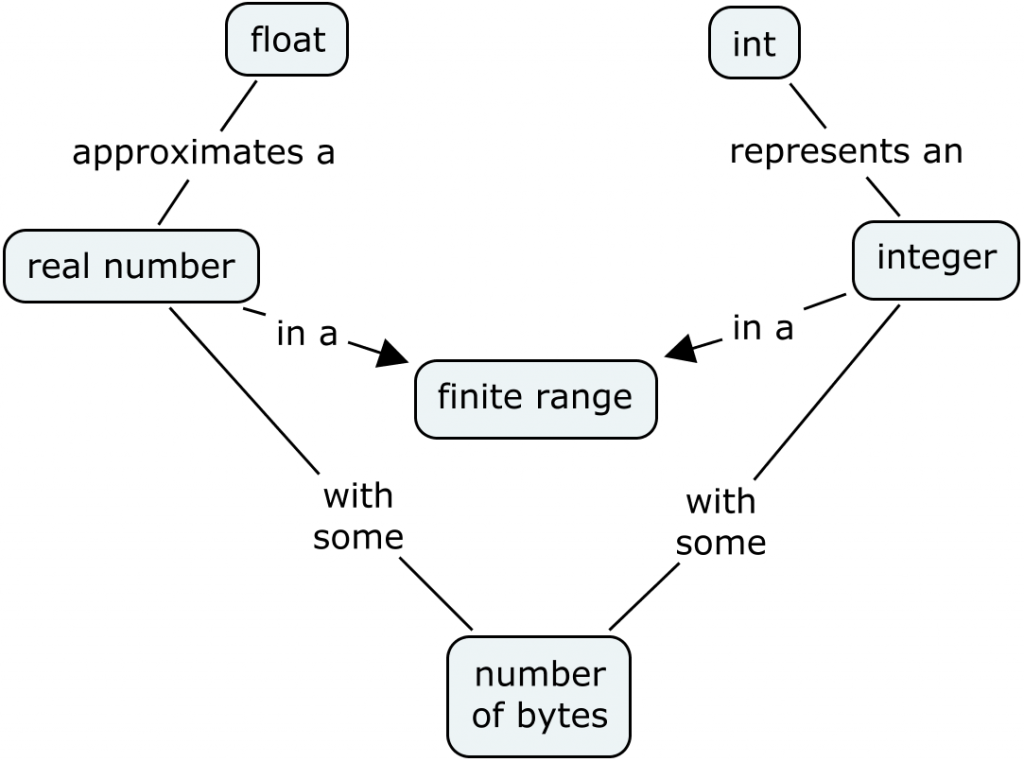 float
int
approximates a
represents an
real number
integer
in a
in a
finite range
with
some
with
some
number
of bytes